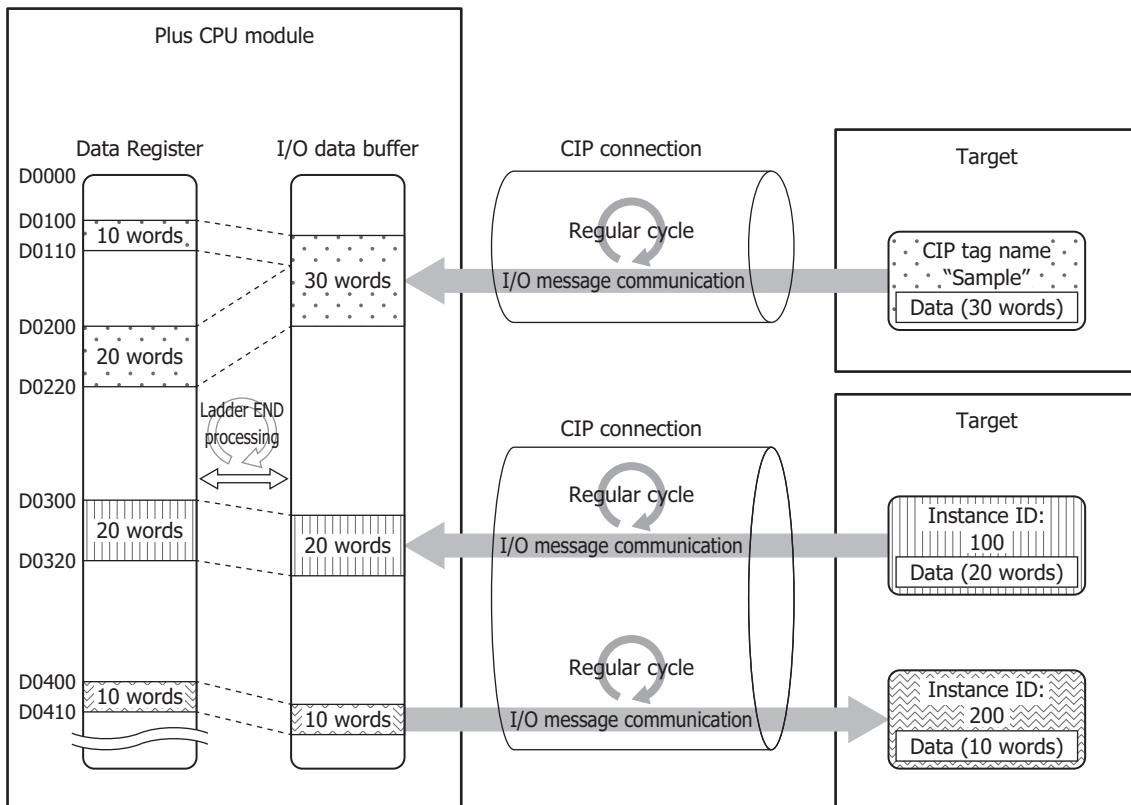 Plus CPU module
Data Register
I/O data buffer
D0000
D0100
10 words
D0110
30 words
D0200
20 words
D0220
Ladder END
processing
D0300
20 words
20 words
D0320
D0400
10 words
10 words
D0410
CIP connection
Regular cycle
I/O message communication
CIP connection
Regular cycle
I/O message communication
Regular cycle
I/O message communication
Target
CIP tag name
“Sample”
Data (30 words)
Target
Instance ID:
100
Data (20 words)
Instance ID:
200
Data (10 words)